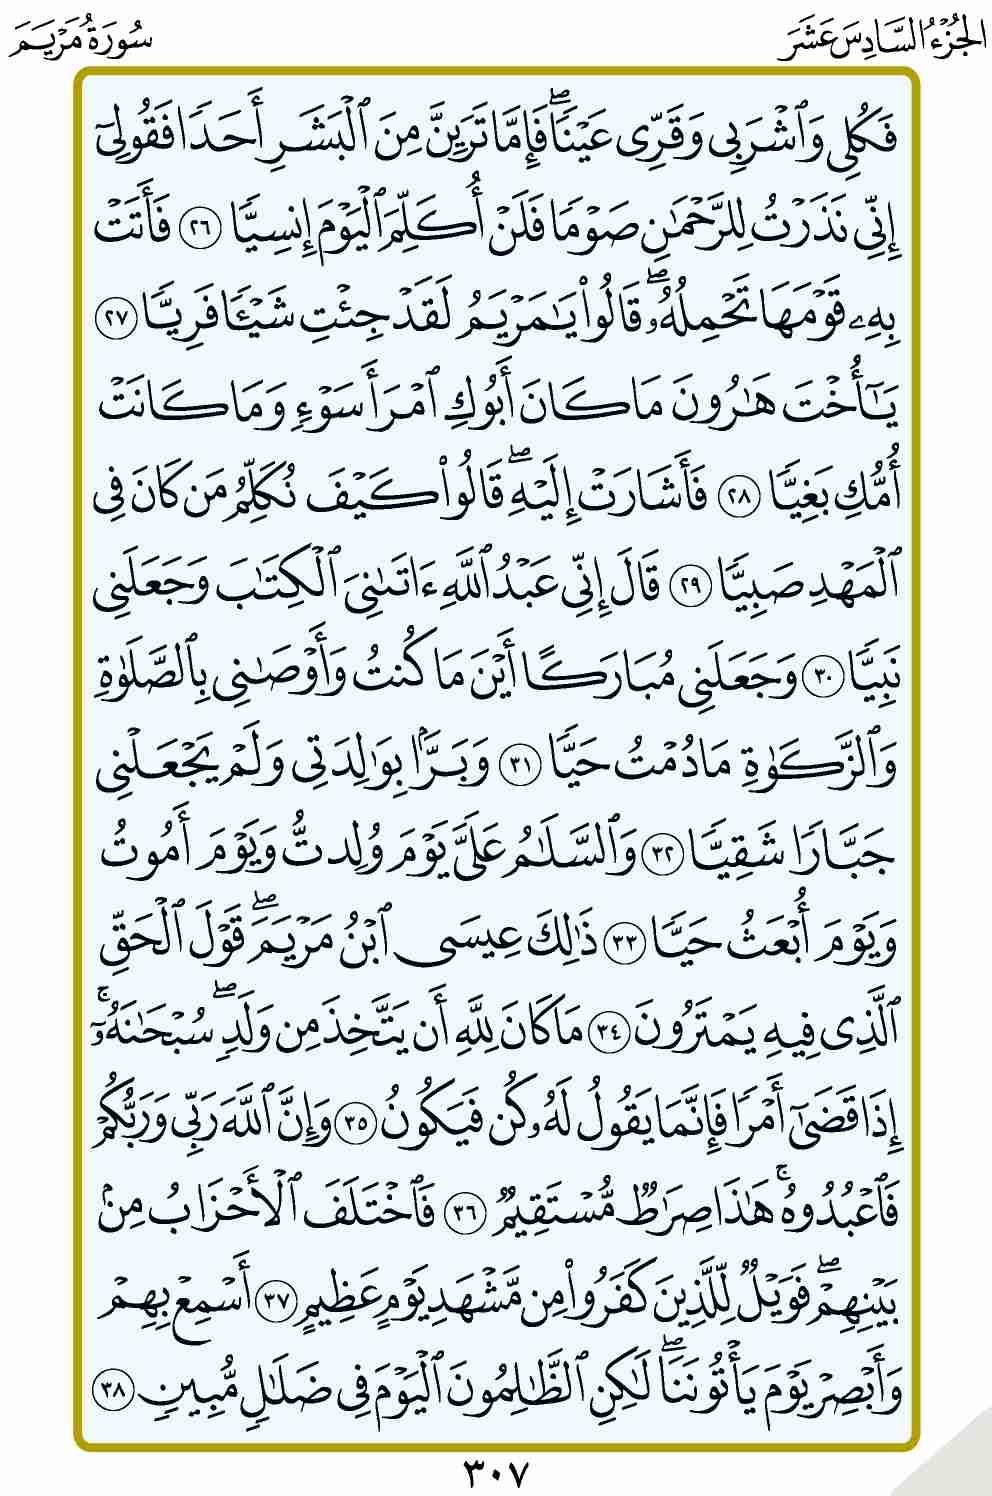 الجُزْءُ السَّادِسَ عَشَرَ
سُورَةُ مَرۡيَمَ
فَكُلِي وَٱشۡرَبِي وَقَرِّي عَيۡنٗاۖ فَإِمَّا تَرَيِنَّ مِنَ ٱلۡبَشَرِ أَحَدٗا فَقُولِيٓ
إِنِّي نَذَرۡتُ لِلرَّحۡمَٰنِ صَوۡمٗا فَلَنۡ أُكَلِّمَ ٱلۡيَوۡمَ إِنسِيّٗا ٢٦ فَأَتَتۡ
بِهِۦ قَوۡمَهَا تَحۡمِلُهُۥۖ قَالُواْ يَٰمَرۡيَمُ لَقَدۡ جِئۡتِ شَيۡـٔٗا فَرِيّٗا ٢٧
يَٰٓأُخۡتَ هَٰرُونَ مَا كَانَ أَبُوكِ ٱمۡرَأَ سَوۡءٖ وَمَا كَانَتۡ
أُمُّكِ بَغِيّٗا ٢٨ فَأَشَارَتۡ إِلَيۡهِۖ قَالُواْ كَيۡفَ نُكَلِّمُ مَن كَانَ فِي
ٱلۡمَهۡدِ صَبِيّٗا ٢٩ قَالَ إِنِّي عَبۡدُ ٱللَّهِ ءَاتَىٰنِيَ ٱلۡكِتَٰبَ وَجَعَلَنِي
نَبِيّٗا ٣٠ وَجَعَلَنِي مُبَارَكًا أَيۡنَ مَا كُنتُ وَأَوۡصَٰنِي بِٱلصَّلَوٰةِ
وَٱلزَّكَوٰةِ مَا دُمۡتُ حَيّٗا ٣١ وَبَرَّۢا بِوَٰلِدَتِي وَلَمۡ يَجۡعَلۡنِي
جَبَّارٗا شَقِيّٗا ٣٢ وَٱلسَّلَٰمُ عَلَيَّ يَوۡمَ وُلِدتُّ وَيَوۡمَ أَمُوتُ
وَيَوۡمَ أُبۡعَثُ حَيّٗا ٣٣ ذَٰلِكَ عِيسَى ٱبۡنُ مَرۡيَمَۖ قَوۡلَ ٱلۡحَقِّ
ٱلَّذِي فِيهِ يَمۡتَرُونَ ٣٤ مَا كَانَ لِلَّهِ أَن يَتَّخِذَ مِن وَلَدٖۖ سُبۡحَٰنَهُۥٓۚ
إِذَا قَضَىٰٓ أَمۡرٗا فَإِنَّمَا يَقُولُ لَهُۥ كُن فَيَكُونُ ٣٥ وَإِنَّ ٱللَّهَ رَبِّي وَرَبُّكُمۡ
فَٱعۡبُدُوهُۚ هَٰذَا صِرَٰطٞ مُّسۡتَقِيمٞ ٣٦ فَٱخۡتَلَفَ ٱلۡأَحۡزَابُ مِنۢ
بَيۡنِهِمۡۖ فَوَيۡلٞ لِّلَّذِينَ كَفَرُواْ مِن مَّشۡهَدِ يَوۡمٍ عَظِيمٍ ٣٧ أَسۡمِعۡ بِهِمۡ
وَأَبۡصِرۡ يَوۡمَ يَأۡتُونَنَاۖ لَٰكِنِ ٱلظَّٰلِمُونَ ٱلۡيَوۡمَ فِي ضَلَٰلٖ مُّبِينٖ ٣٨
٣٠٧